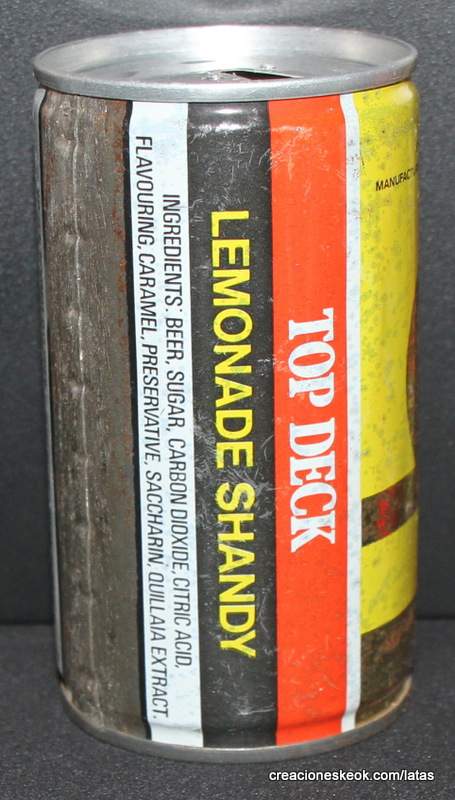 MANUFACTU
TOP DECK
LEMONADE SHANDY
INGREDIENTS: BEER, SUGAR, CARBON DIOXIDE, CITRIC ACID,
FLAVOURING, CARAMEL, PRESERVATIVE, SACCHARIN, QUILLAIA EXTRACT.
creacioneskeok.com/latas